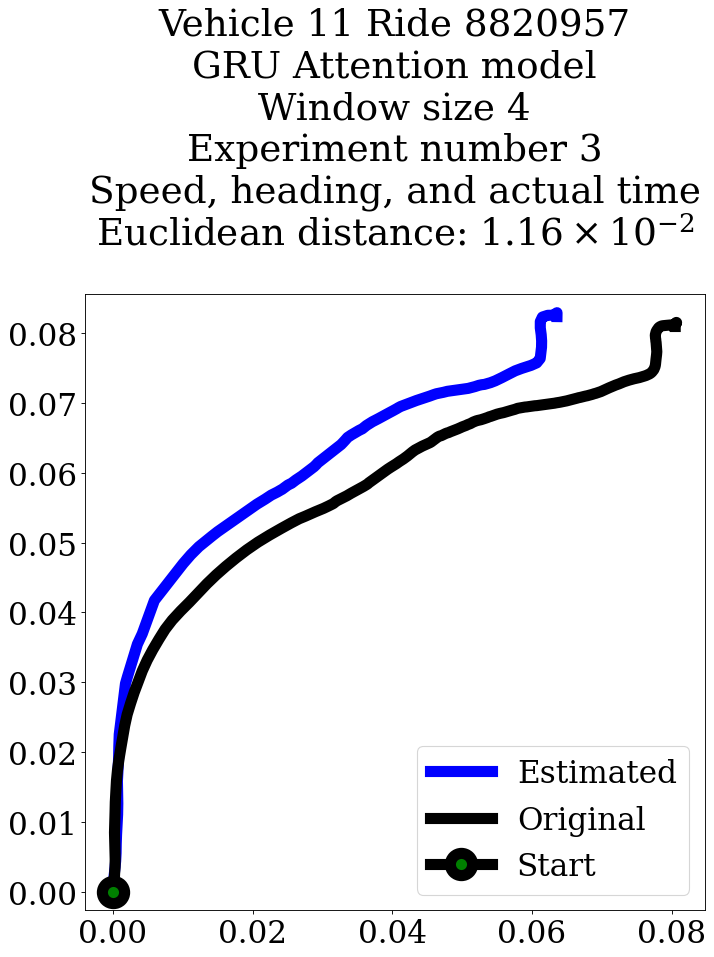 Vehicle 11 Ride 8820957
GRU Attention model
Window size 4
Experiment number 3
Speed, heading, and actual time
Euclidean distance: 1.16 × 10⁻²
0.08
0.07
0.06
0.05
0.04
0.03
0.02
0.01
0.00
Estimated
Original
Start
0.00 0.02 0.04 0.06 0.08